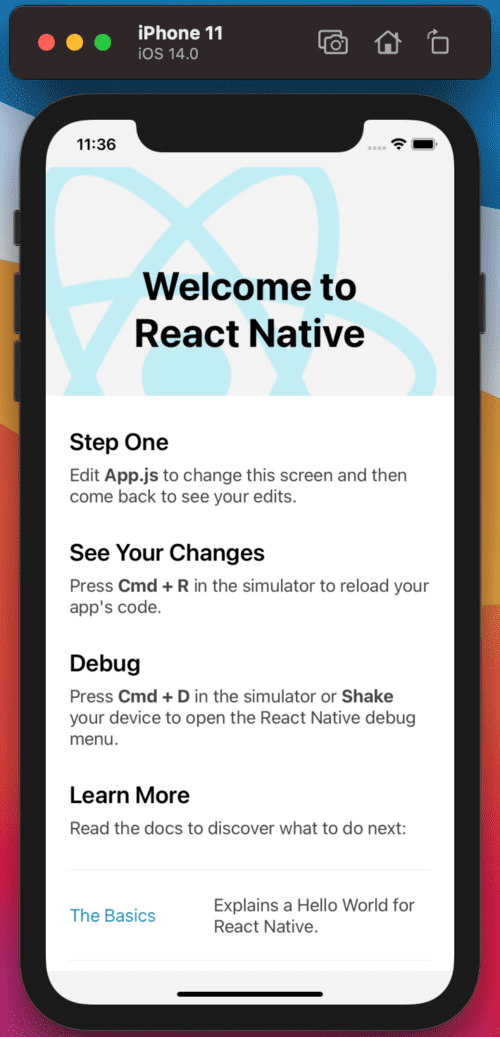 iPhone 11
iOS 14.0
11:36
Welcome to
React Native
Step One
Edit App.js to change this screen and then
come back to see your edits.
See Your Changes
Press Cmd + R in the simulator to reload your
app's code.
Debug
Press Cmd + D in the simulator or Shake
your device to open the React Native debug
menu.
Learn More
Read the docs to discover what to do next:
The Basics
Explains a Hello World for
React Native.